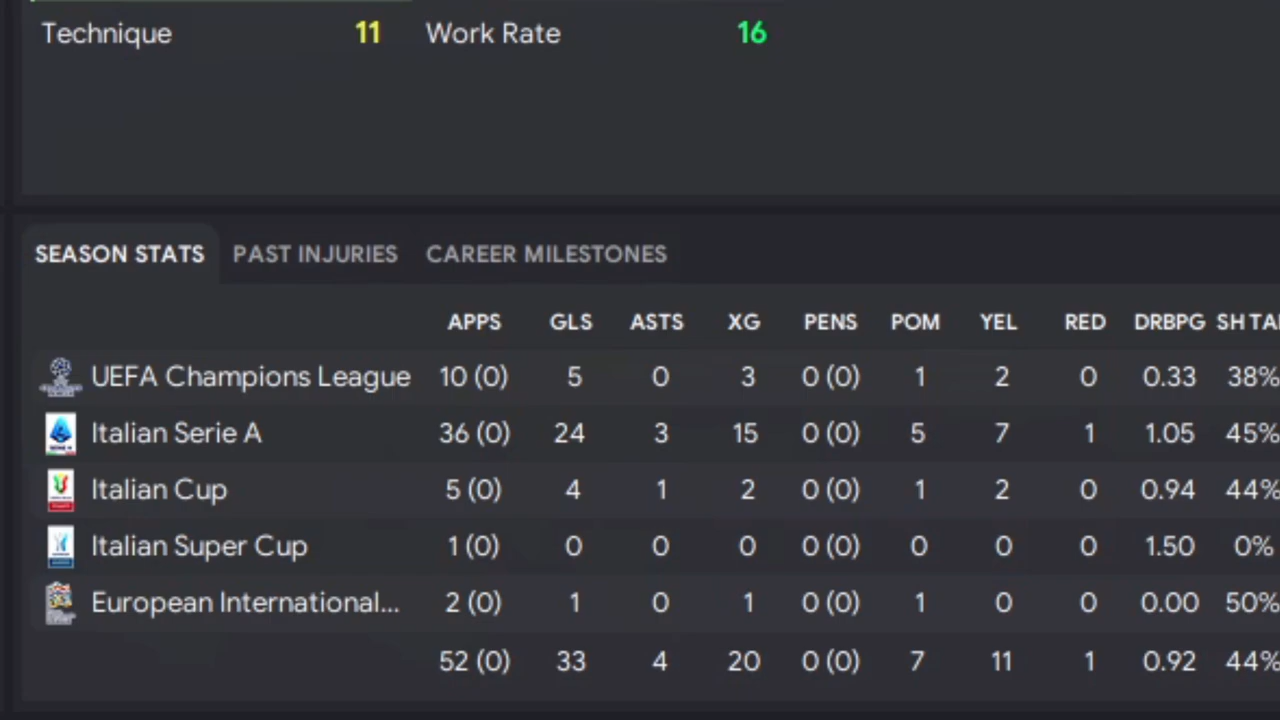 Technique 11 Work Rate 16
SEASON STATS PAST INJURIES CAREER MILESTONES
APPS GLS ASTS XG PENS POM YEL RED DRBPG SH TA
UEFA Champions League 10 (0) 5 0 3 0 (0) 1 2 0 0.33 38%
Italian Serie A 36 (0) 24 3 15 0 (0) 5 7 1 1.05 45%
Italian Cup 5 (0) 4 1 2 0 (0) 1 2 0 0.94 44%
Italian Super Cup 1 (0) 0 0 0 0 (0) 0 0 0 1.50 0%
European International... 2 (0) 1 0 1 0 (0) 1 0 0 0.00 50%
52 (0) 33 4 20 0 (0) 7 11 1 0.92 44%